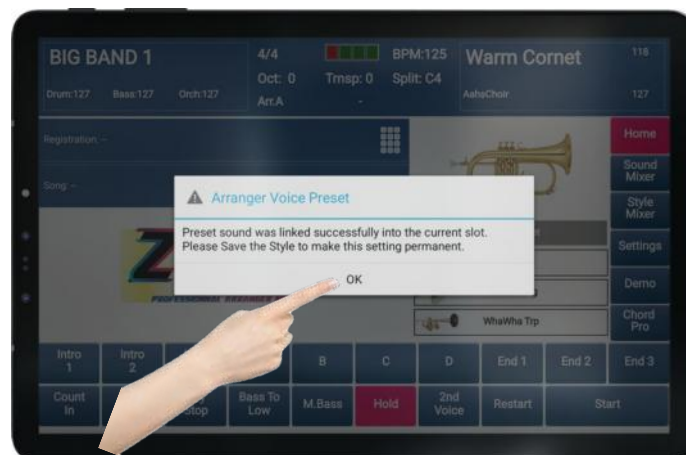 BIG BAND 1
4/4
BPM:125
Warm Cornet
118
Oct: 0
Trnsp: 0
Split: C4
Drum:127
Bass:127
Orch:127
Arr.A
-
AahsChoir
127
Registration: --
Home
Song: --
Sound
Mixer
Arranger Voice Preset
Preset sound was linked successfully into the current slot.
Please Save the Style to make this setting permanent.
OK
Style
Mixer
Settings
Demo
WhaWha Trp
Chord
Pro
Intro
1
Intro
2
B
C
D
End 1
End 2
End 3
Count
In
Stop
Bass To
Low
M.Bass
Hold
2nd
Voice
Restart
Start